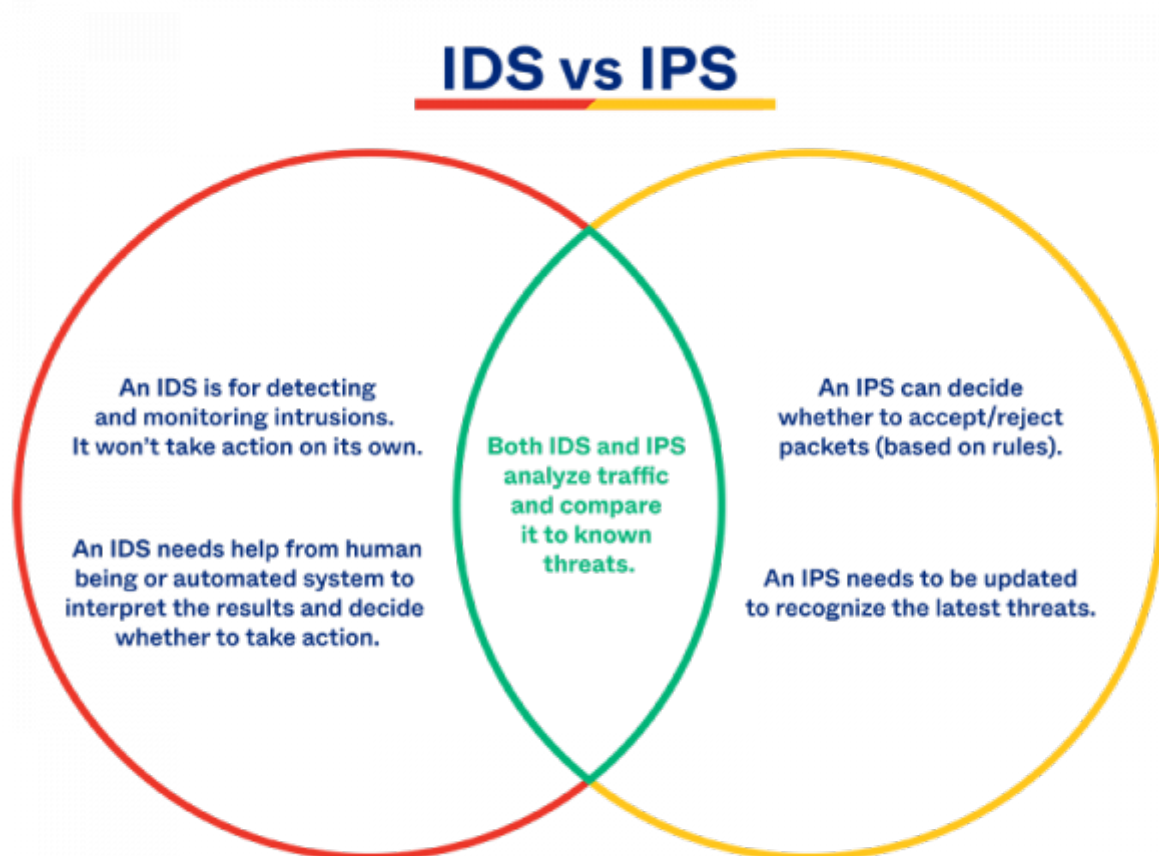 IDS vs IPS
An IDS is for detecting
and monitoring intrusions.
It won't take action on its own.
An IDS needs help from human
being or automated system to
interpret the results and decide
whether to take action.
Both IDS and IPS
analyze traffic
and compare
it to known
threats.
An IPS can decide
whether to accept/reject
packets (based on rules).
An IPS needs to be updated
to recognize the latest threats.